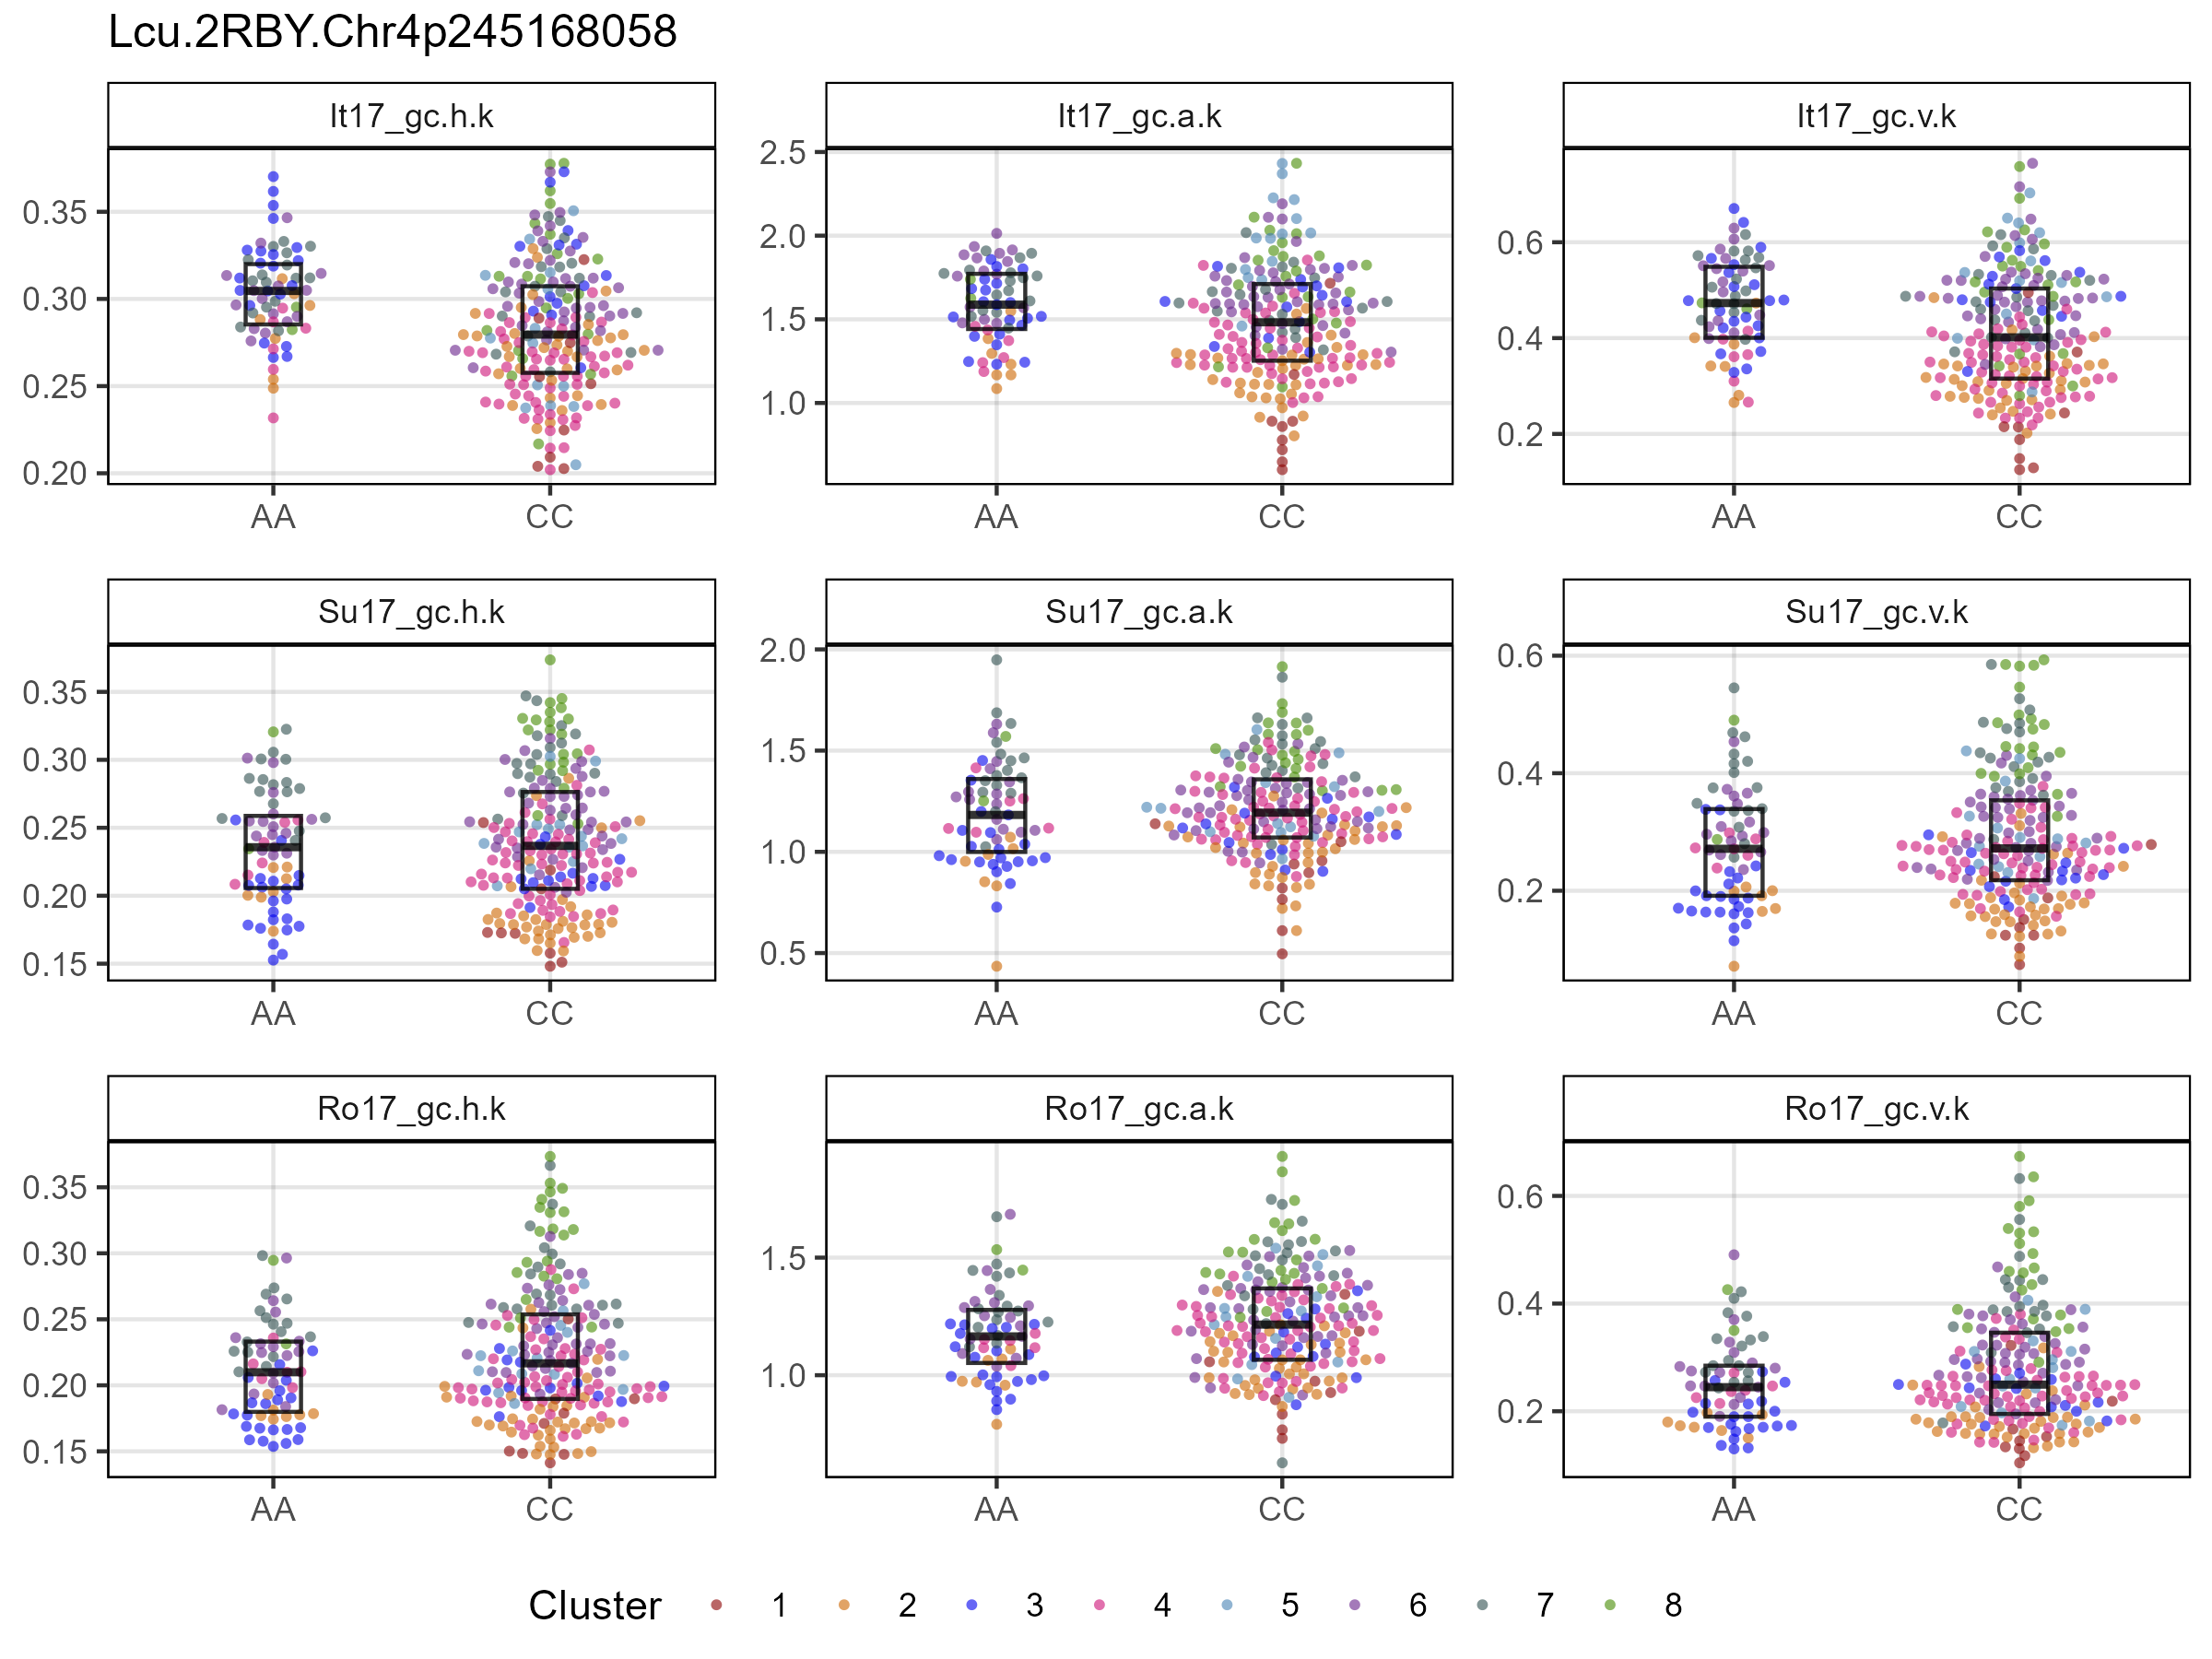 Lcu.2RBY.Chr4p245168058
It17_gc.h.k
It17_gc.a.k
It17_gc.v.k
0.35
0.30
0.25
0.20
2.5
2.0
1.5
1.0
0.6
0.4
0.2
AA CC
AA CC
AA CC
Su17_gc.h.k
Su17_gc.a.k
Su17_gc.v.k
0.35
0.30
0.25
0.20
0.15
2.0
1.5
1.0
0.5
0.6
0.4
0.2
AA CC
AA CC
AA CC
Ro17_gc.h.k
Ro17_gc.a.k
Ro17_gc.v.k
0.35
0.30
0.25
0.20
0.15
1.5
1.0
0.6
0.4
0.2
AA CC
AA CC
AA CC
Cluster 1 2 3 4 5 6 7 8